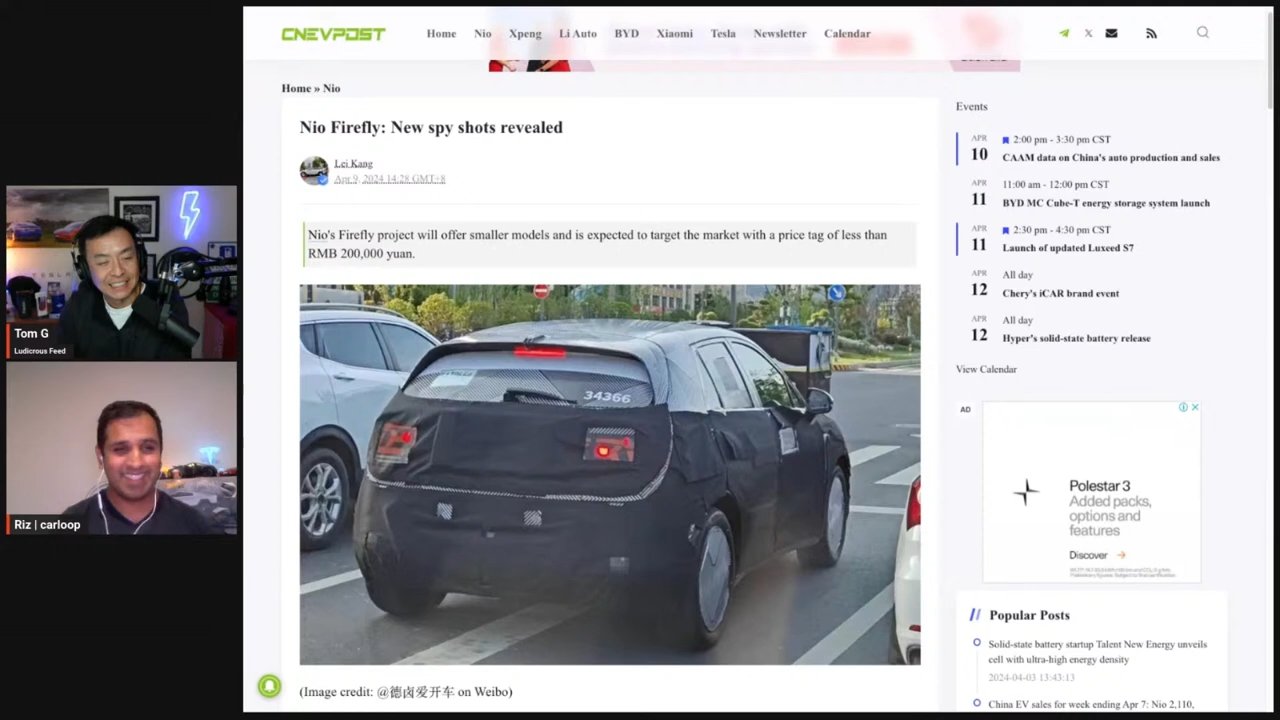 CNEVPOST
Home Nio Xpeng Li Auto BYD Xiaomi Tesla Newsletter Calendar
Home » Nio
Nio Firefly: New spy shots revealed
Lei Kang
Apr 9, 2024 14:28 GMT+8
Nio's Firefly project will offer smaller models and is expected to target the market with a price tag of less than
RMB 200,000 yuan.
34366
(Image credit: @德卤爱开车 on Weibo)
Events
APR
10
2:00 pm - 3:30 pm CST
CAAM data on China's auto production and sales
APR
11
11:00 am - 12:00 pm CST
BYD MC Cube-T energy storage system launch
APR
11
2:30 pm - 4:30 pm CST
Launch of updated Luxeed S7
APR
12
All day
Chery's iCAR brand event
APR
12
All day
Hyper's solid-state battery release
View Calendar
AD
Polestar 3
Added packs,
options and
features
Discover →
Popular Posts
Solid-state battery startup Talent New Energy unveils
cell with ultra-high energy density
2024-04-03 13:43:13
China EV sales for week ending Apr 7: Nio 2,110,
Tom G
Ludicrous Feed
Riz | carloop